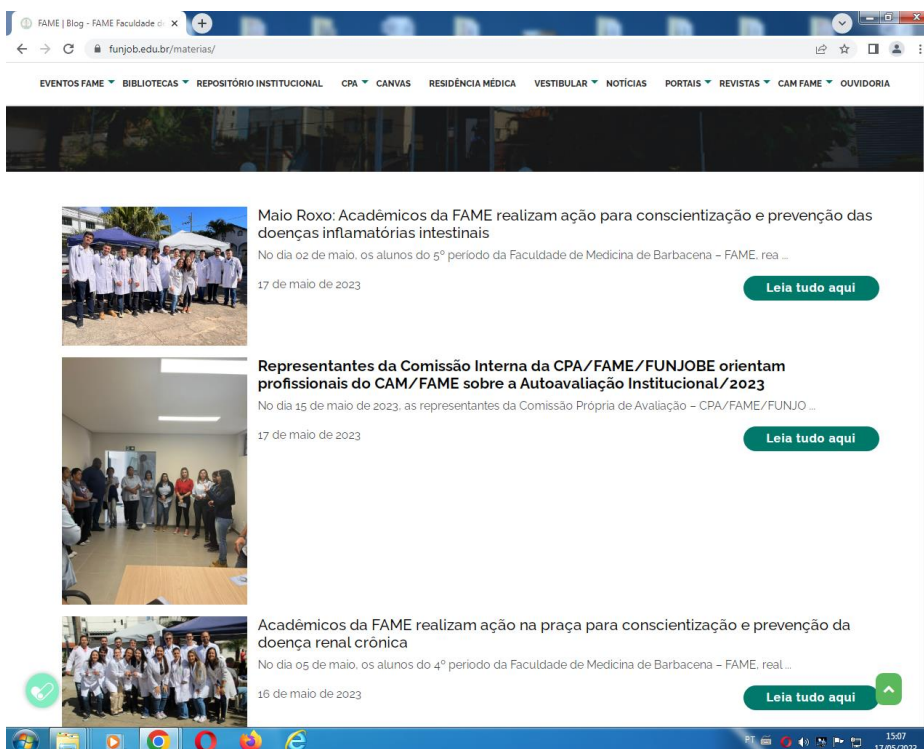 FAME | Blog - FAME Faculdade de
funjob.edu.br/materias/
EVENTOS FAME BIBLIOTECAS REPOSITÓRIO INSTITUCIONAL CPA CANVAS RESIDÊNCIA MÉDICA VESTIBULAR NOTÍCIAS PORTAIS REVISTAS CAM FAME OUVIDORIA
Maio Roxo: Acadêmicos da FAME realizam ação para conscientização e prevenção das
doenças inflamatórias intestinais
No dia 02 de maio, os alunos do 5º período da Faculdade de Medicina de Barbacena – FAME, rea ...
17 de maio de 2023
Leia tudo aqui
Representantes da Comissão Interna da CPA/FAME/FUNJOBE orientam
profissionais do CAM/FAME sobre a Autoavaliação Institucional/2023
No dia 15 de maio de 2023, as representantes da Comissão Própria de Avaliação – CPA/FAME/FUNJO ...
17 de maio de 2023
Leia tudo aqui
Acadêmicos da FAME realizam ação na praça para conscientização e prevenção da
doença renal crônica
No dia 05 de maio, os alunos do 4º período da Faculdade de Medicina de Barbacena – FAME, real ...
16 de maio de 2023
Leia tudo aqui
PT
15:07
17/05/2023